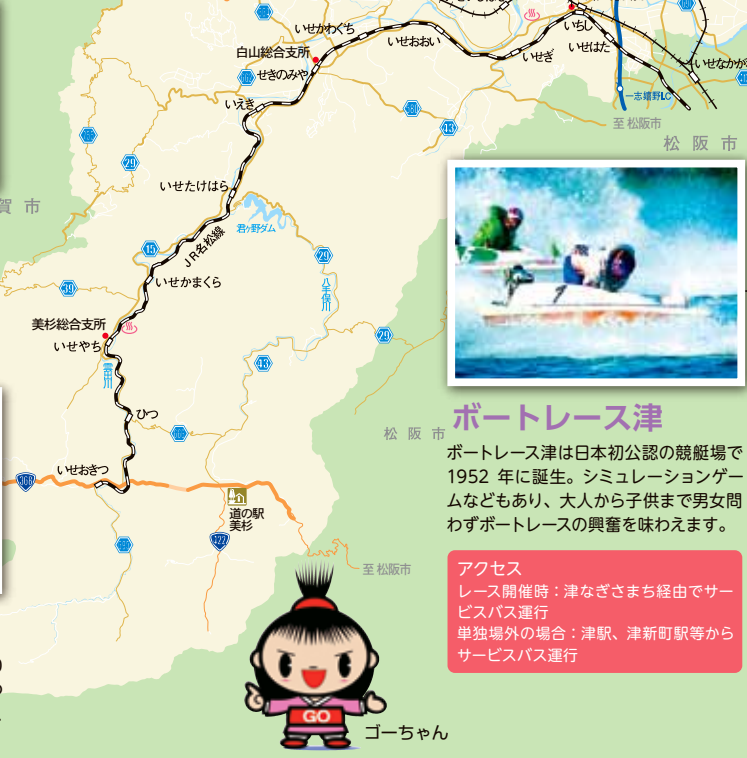 いせかわぐち
白山総合支所
せきのみや
いせおおい
いちし
いせはた
いせぎ
いせなかが
一志嬉野I.C
いえき
43
至 松阪市
松 阪 市
29
いせたけはら
賀 市
君ヶ野ダム
JR名松線
15
29
いせかまくら
39
八手俣川
美杉総合支所
いせやち
29
雲出川
43
ひつ
松 阪 市
いせおきつ
368
道の駅
美杉
422
至 松阪市
ボートレース津
ボートレース津は日本初公認の競艇場で
1952 年に誕生。シミュレーションゲー
ムなどもあり、大人から子供まで男女問
わずボートレースの興奮を味わえます。
アクセス
レース開催時：津なぎさまち経由でサー
ビスバス運行
単独場外の場合：津駅、津新町駅等から
サービスバス運行
1
GO
ゴーちゃん